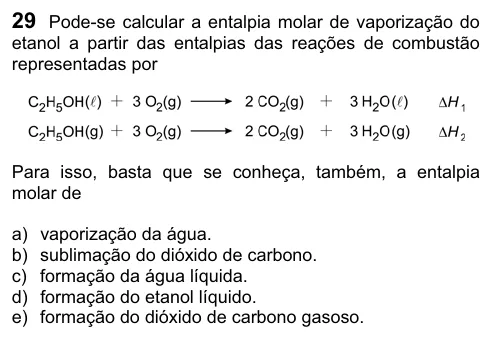 29 Pode-se calcular a entalpia molar de vaporização do
etanol a partir das entalpias das reações de combustão
representadas por
C₂H₅OH(ℓ) + 3 O₂(g) ⟶ 2 CO₂(g) + 3 H₂O(ℓ) ΔH₁
C₂H₅OH(g) + 3 O₂(g) ⟶ 2 CO₂(g) + 3 H₂O(g) ΔH₂
Para isso, basta que se conheça, também, a entalpia
molar de
a) vaporização da água.
b) sublimação do dióxido de carbono.
c) formação da água líquida.
d) formação do etanol líquido.
e) formação do dióxido de carbono gasoso.